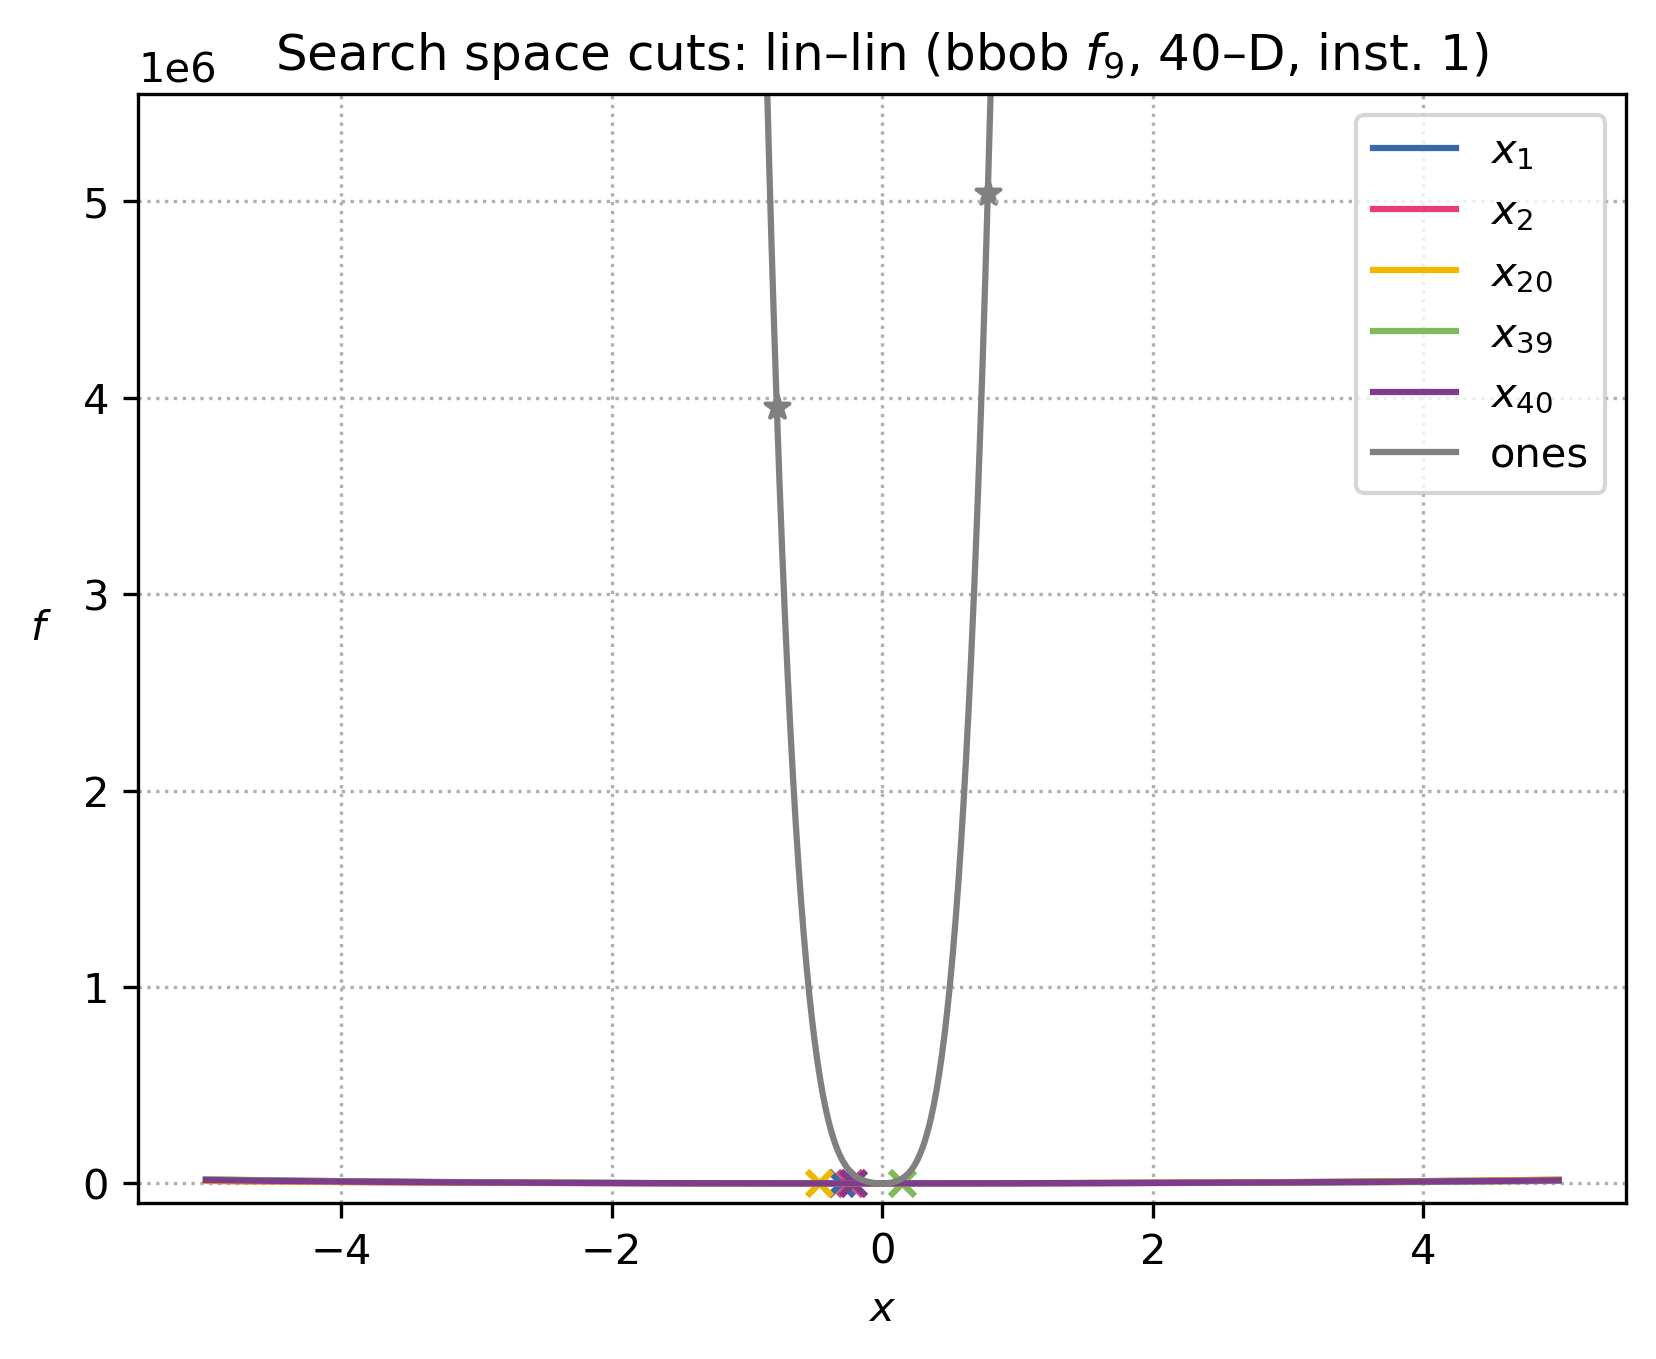 Search space cuts: lin–lin (bbob f₉, 40–D, inst. 1)
1e6
5
4
3
2
1
0
f
−4 −2 0 2 4
x
x₁
x₂
x₂₀
x₃₉
x₄₀
ones